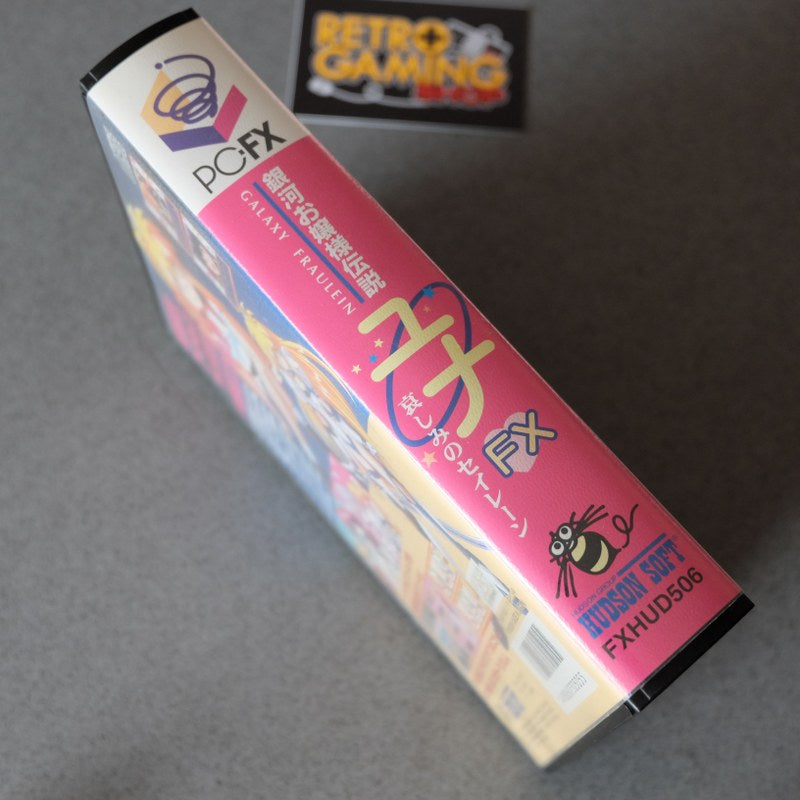 RETRO
GAMING
PC-FX
銀河お嬢様伝説
GALAXY FRAULEIN
ユナ
FX
哀しみのセイレーン
HUDSON GROUP
HUDSON SOFT
FXHUD506